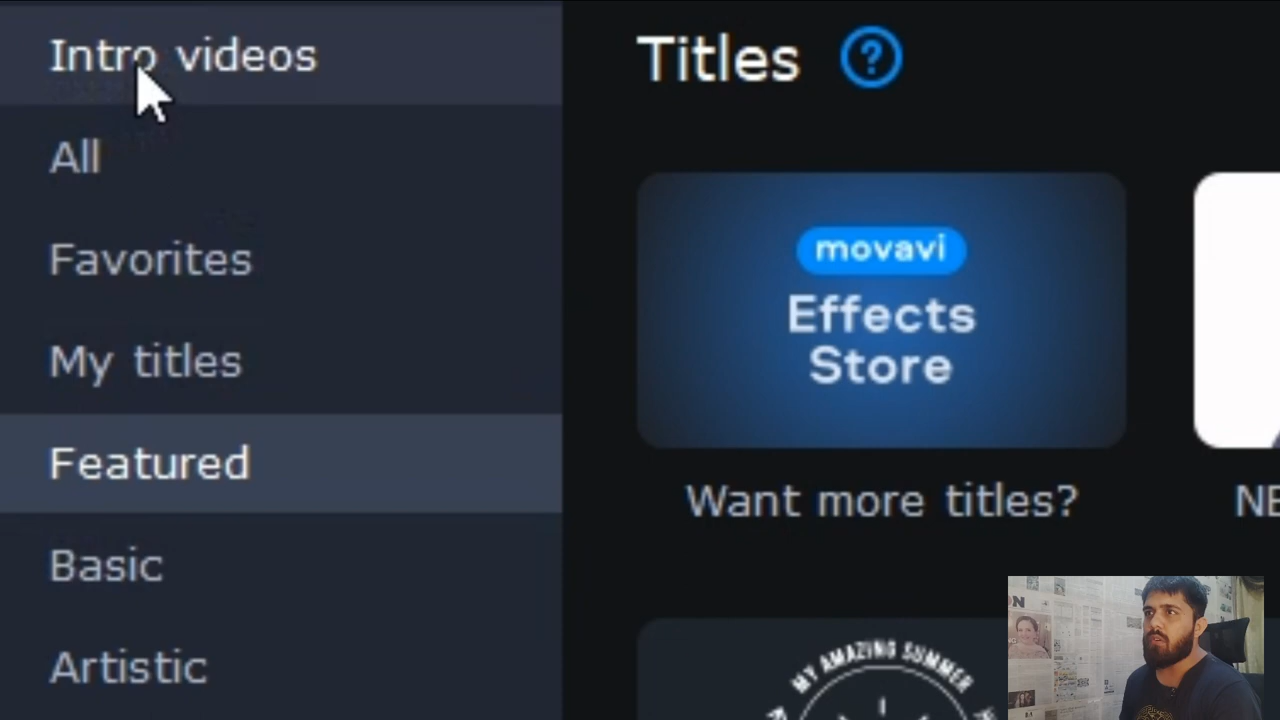 Intro videos
All
Favorites
My titles
Featured
Basic
Artistic
Titles
?
movavi
Effects
Store
Want more titles?
NE
MY AMAZING SUMMER
ON